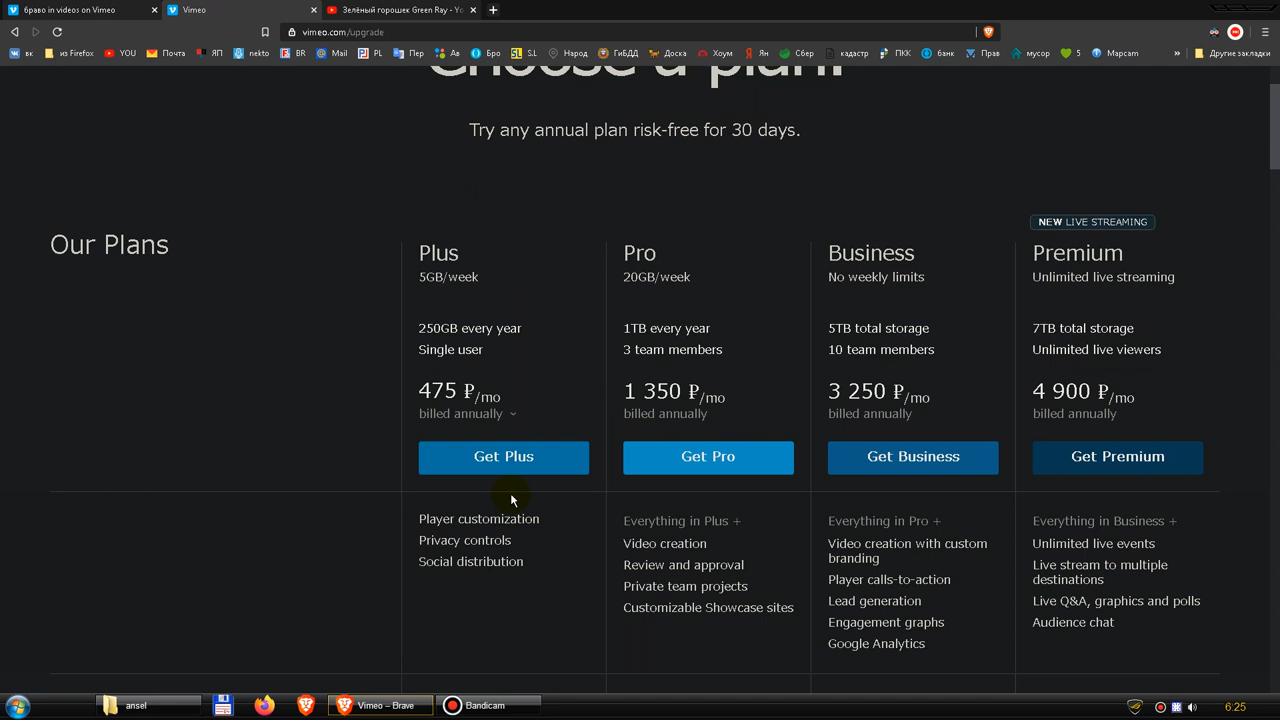 браво in videos on Vimeo
Vimeo
Зелёный горошек Green Ray - Yo
vimeo.com/upgrade
вк
из Firefox
YOU
Почта
ЯП
nekto
BR
Mail
РТ
Пер
Ав
Бро
S.L
Народ
ГиБДД
Доска
Хоум
Ян
Сбер
кадастр
ПКК
банк
Прав
мусор
5
Марсат
»
Другие закладки
Choose a plan:
Try any annual plan risk-free for 30 days.
NEW LIVE STREAMING
Our Plans
Plus
5GB/week
250GB every year
Single user
475 ₽/mo
billed annually
Get Plus
Player customization
Privacy controls
Social distribution
Pro
20GB/week
1TB every year
3 team members
1 350 ₽/mo
billed annually
Get Pro
Everything in Plus +
Video creation
Review and approval
Private team projects
Customizable Showcase sites
Business
No weekly limits
5TB total storage
10 team members
3 250 ₽/mo
billed annually
Get Business
Everything in Pro +
Video creation with custom
branding
Player calls-to-action
Lead generation
Engagement graphs
Google Analytics
Premium
Unlimited live streaming
7TB total storage
Unlimited live viewers
4 900 ₽/mo
billed annually
Get Premium
Everything in Business +
Unlimited live events
Live stream to multiple
destinations
Live Q&A, graphics and polls
Audience chat
ansel
Vimeo – Brave
Bandicam
6:25